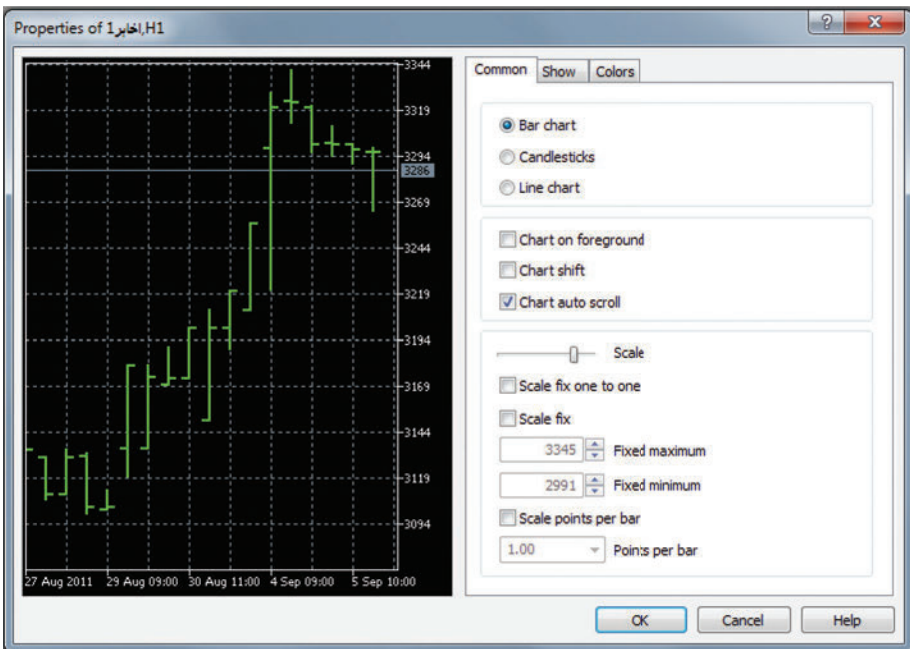 Properties of اخابر1,H1
3344
3319
3294
3286
3269
3244
3219
3194
3169
3144
3119
3094
27 Aug 2011 29 Aug 09:00 30 Aug 11:00 4 Sep 09:00 5 Sep 10:00
Common Show Colors
Bar chart
Candlesticks
Line chart
Chart on foreground
Chart shift
Chart auto scroll
Scale
Scale fix one to one
Scale fix
3345 Fixed maximum
2991 Fixed minimum
Scale points per bar
1.00 Points per bar
OK Cancel Help